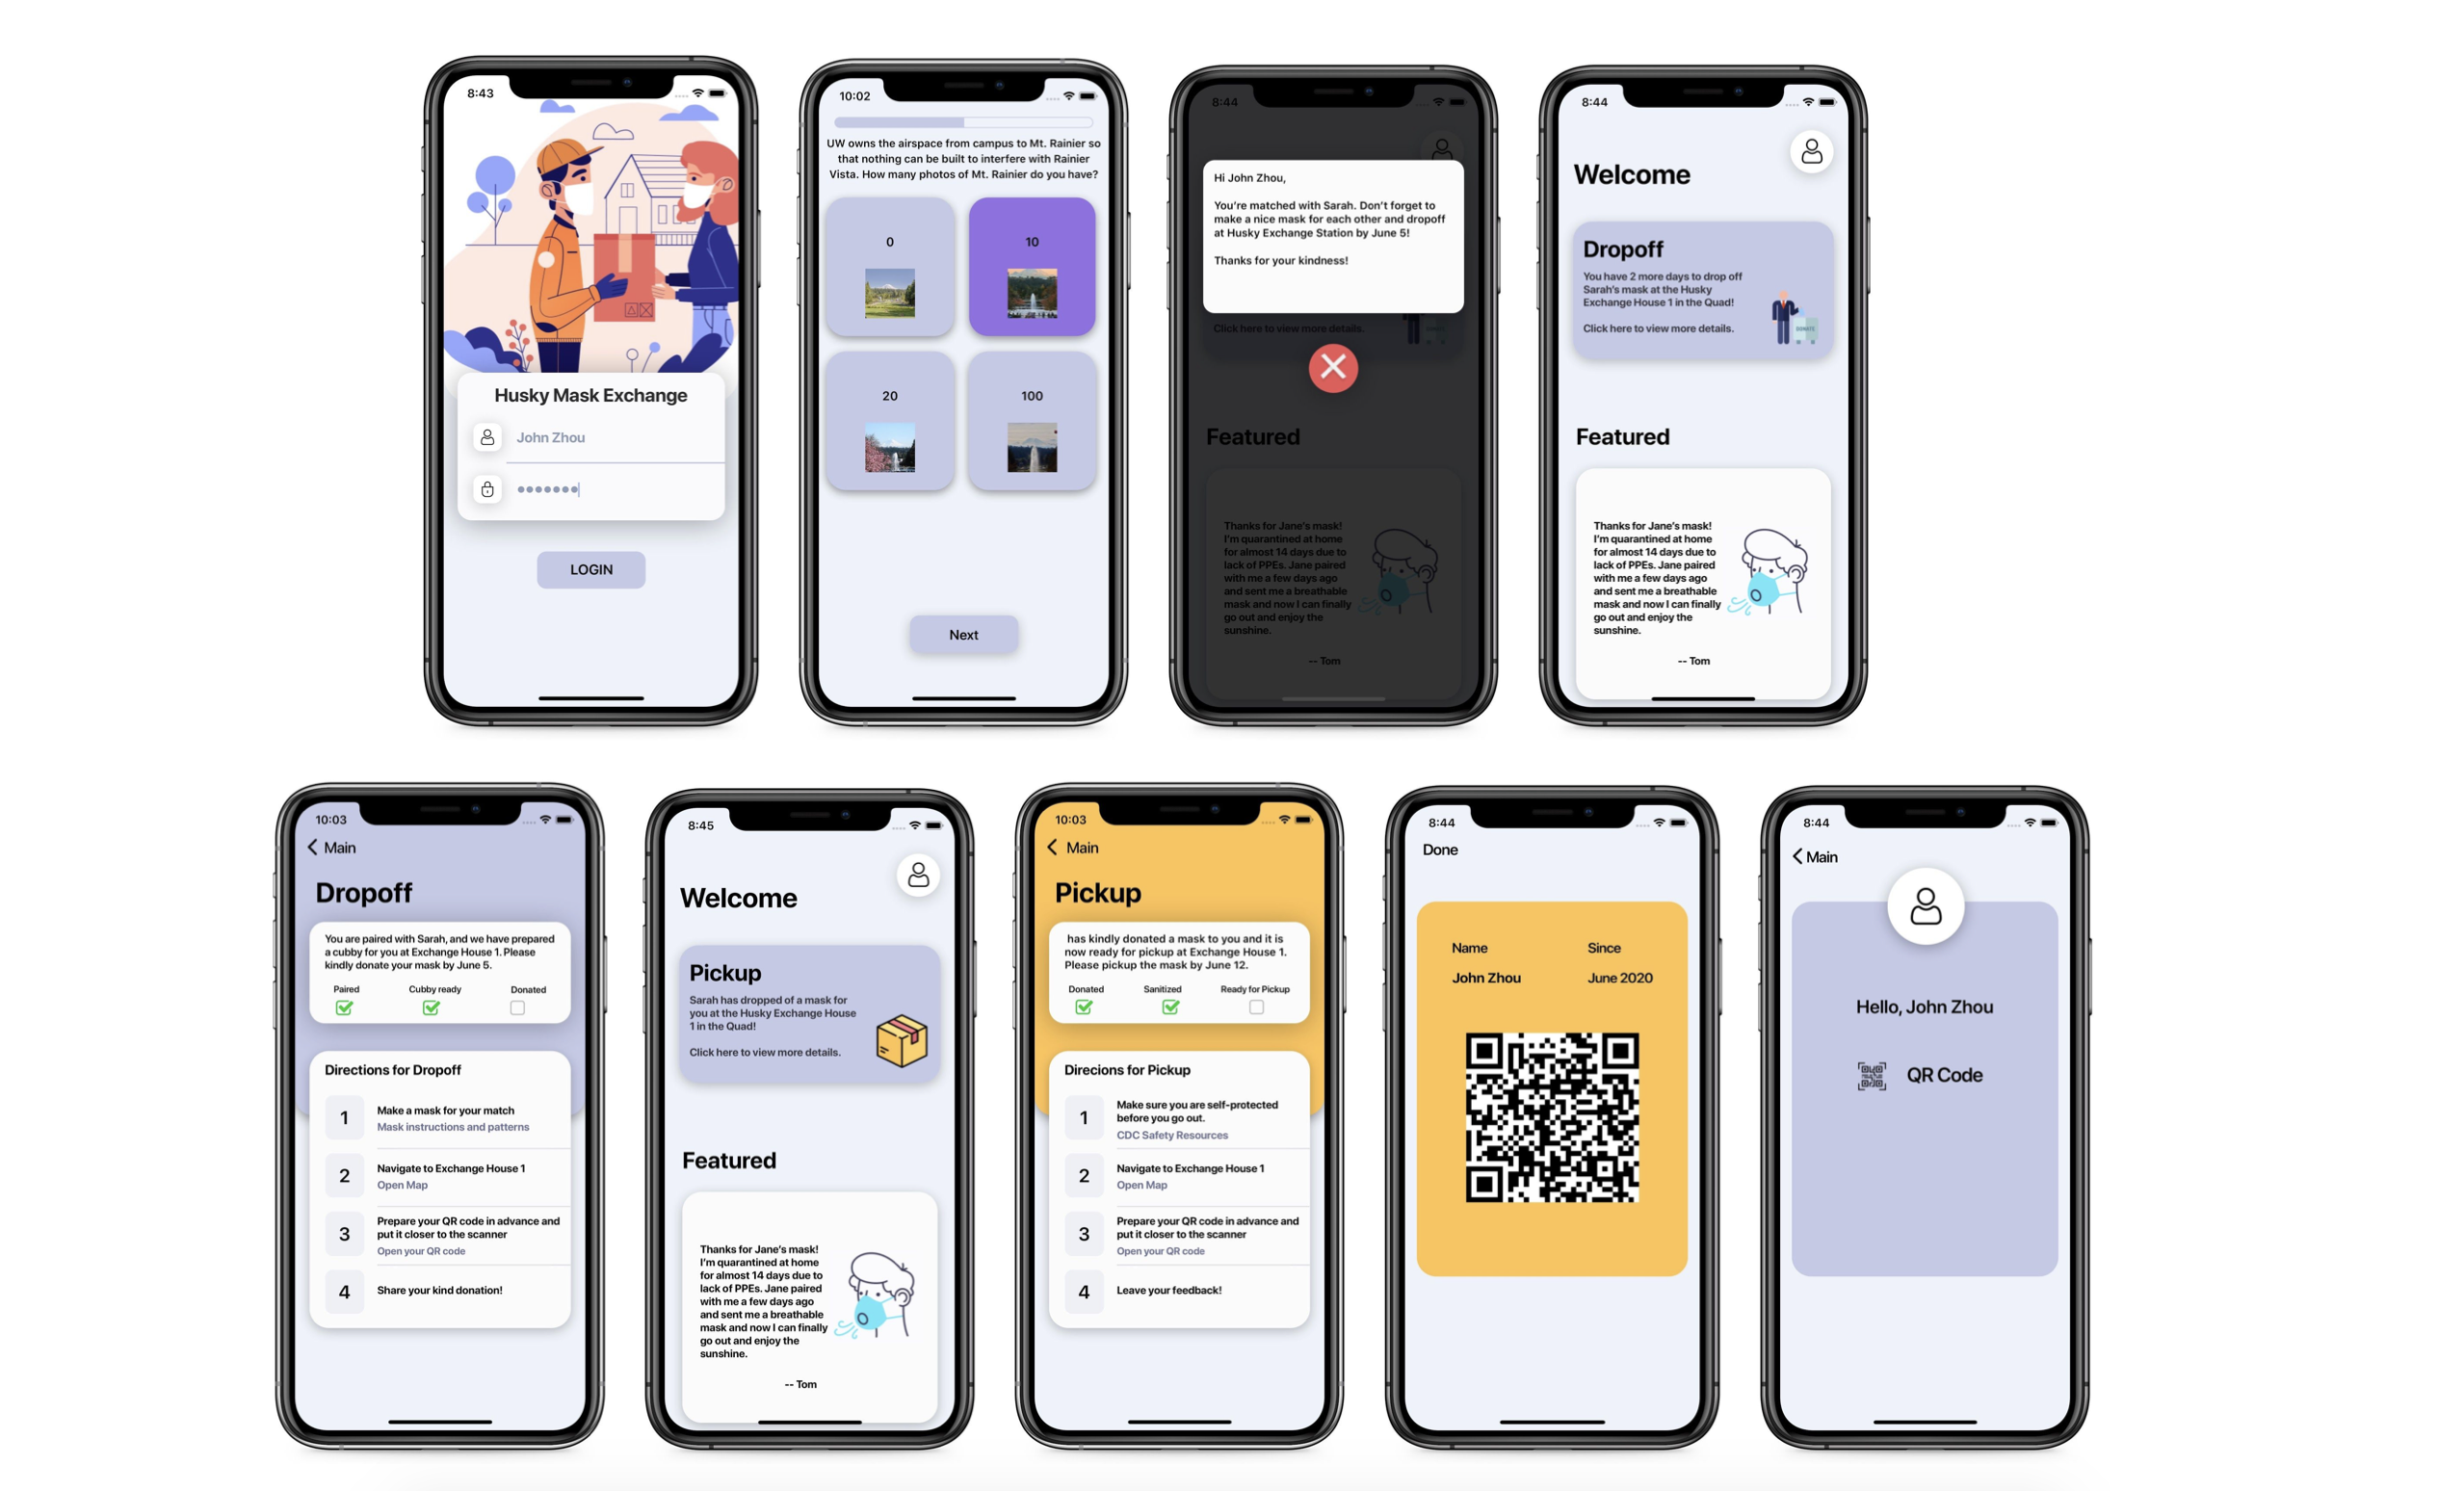 8:43
Husky Mask Exchange
John Zhou
LOGIN
10:02
UW owns the airspace from campus to Mt. Rainier so
that nothing can be built to interfere with Rainier
Vista. How many photos of Mt. Rainier do you have?
0
10
20
100
Next
8:44
Hi John Zhou,
You're matched with Sarah. Don't forget to
make a nice mask for each other and dropoff
at Husky Exchange Station by June 5!
Thanks for your kindness!
Click here to view more details.
DONATE
Featured
Thanks for Jane's mask!
I'm quarantined at home
for almost 14 days due to
lack of PPEs. Jane paired
with me a few days ago
and sent me a breathable
mask and now I can finally
go out and enjoy the
sunshine.
-- Tom
8:44
Welcome
Dropoff
You have 2 more days to drop off
Sarah's mask at the Husky
Exchange House 1 in the Quad!
Click here to view more details.
DONATE
Featured
Thanks for Jane's mask!
I'm quarantined at home
for almost 14 days due to
lack of PPEs. Jane paired
with me a few days ago
and sent me a breathable
mask and now I can finally
go out and enjoy the
sunshine.
-- Tom
10:03
Main
Dropoff
You are paired with Sarah, and we have prepared
a cubby for you at Exchange House 1. Please
kindly donate your mask by June 5.
Paired Cubby ready Donated
Directions for Dropoff
1 Make a mask for your match
Mask instructions and patterns
2 Navigate to Exchange House 1
Open Map
3 Prepare your QR code in advance and
put it closer to the scanner
Open your QR code
4 Share your kind donation!
8:45
Welcome
Pickup
Sarah has dropped of a mask for
you at the Husky Exchange House
1 in the Quad!
Click here to view more details.
Featured
Thanks for Jane's mask!
I'm quarantined at home
for almost 14 days due to
lack of PPEs. Jane paired
with me a few days ago
and sent me a breathable
mask and now I can finally
go out and enjoy the
sunshine.
-- Tom
10:03
Main
Pickup
has kindly donated a mask to you and it is
now ready for pickup at Exchange House 1.
Please pickup the mask by June 12.
Donated Sanitized Ready for Pickup
Direcions for Pickup
1 Make sure you are self-protected
before you go out.
CDC Safety Resources
2 Navigate to Exchange House 1
Open Map
3 Prepare your QR code in advance and
put it closer to the scanner
Open your QR code
4 Leave your feedback!
8:44
Done
Name Since
John Zhou June 2020
8:44
Main
Hello, John Zhou
QR Code